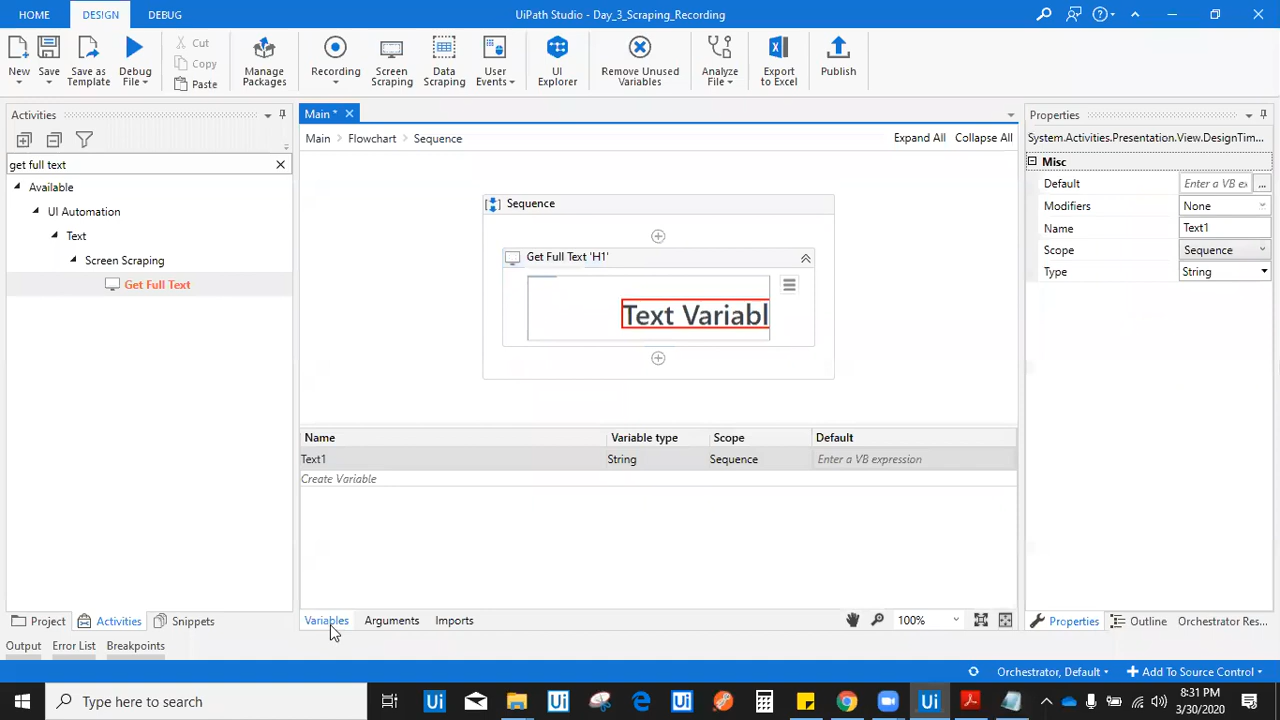 HOME DESIGN DEBUG UiPath Studio - Day_3_Scraping_Recording
New Save Save as Template Debug File Cut Copy Paste Manage Packages Recording Screen Scraping Data Scraping User Events UI Explorer Remove Unused Variables Analyze File Export to Excel Publish
Activities
get full text
Available
UI Automation
Text
Screen Scraping
Get Full Text
Main *
Main > Flowchart > Sequence Expand All Collapse All
Sequence
Get Full Text 'H1'
Text Variabl
Name Variable type Scope Default
Text1 String Sequence Enter a VB expression
Create Variable
Variables Arguments Imports 100%
Properties
System.Activities.Presentation.View.DesignTim...
Misc
Default Enter a VB ex ...
Modifiers None
Name Text1
Scope Sequence
Type String
Project Activities Snippets
Properties Outline Orchestrator Res...
Output Error List Breakpoints
Orchestrator, Default Add To Source Control
Type here to search
8:31 PM
3/30/2020